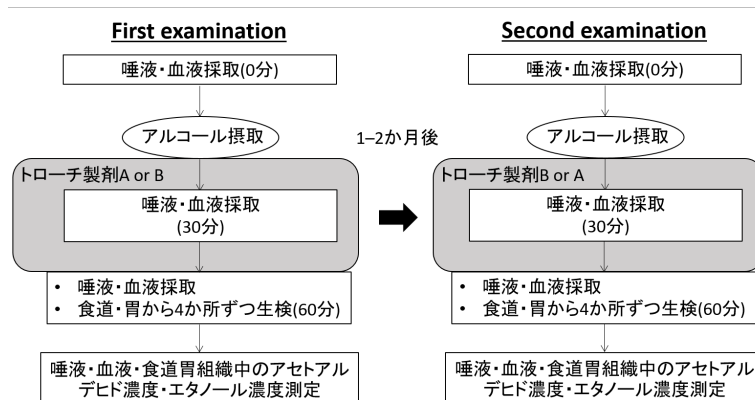 First examination
唾液・血液採取(0分)
アルコール摂取
トローチ製剤A or B
唾液・血液採取
(30分)
• 唾液・血液採取
• 食道・胃から4か所ずつ生検(60分)
唾液・血液・食道胃組織中のアセトアル
デヒド濃度・エタノール濃度測定
1–2か月後
Second examination
唾液・血液採取(0分)
アルコール摂取
トローチ製剤B or A
唾液・血液採取
(30分)
• 唾液・血液採取
• 食道・胃から4か所ずつ生検(60分)
唾液・血液・食道胃組織中のアセトアル
デヒド濃度・エタノール濃度測定